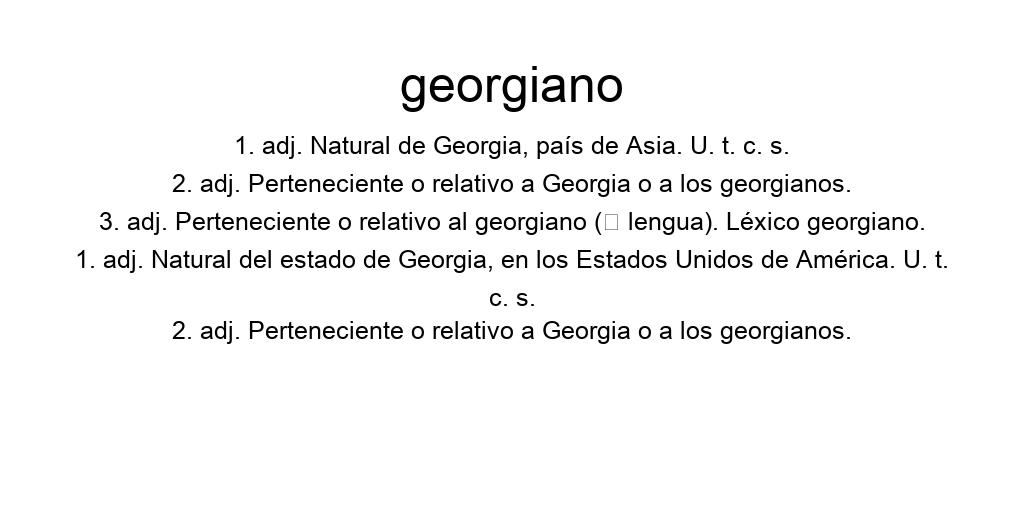 georgiano
1. adj. Natural de Georgia, país de Asia. U. t. c. s.
2. adj. Perteneciente o relativo a Georgia o a los georgianos.
3. adj. Perteneciente o relativo al georgiano (□ lengua). Léxico georgiano.
1. adj. Natural del estado de Georgia, en los Estados Unidos de América. U. t.
c. s.
2. adj. Perteneciente o relativo a Georgia o a los georgianos.